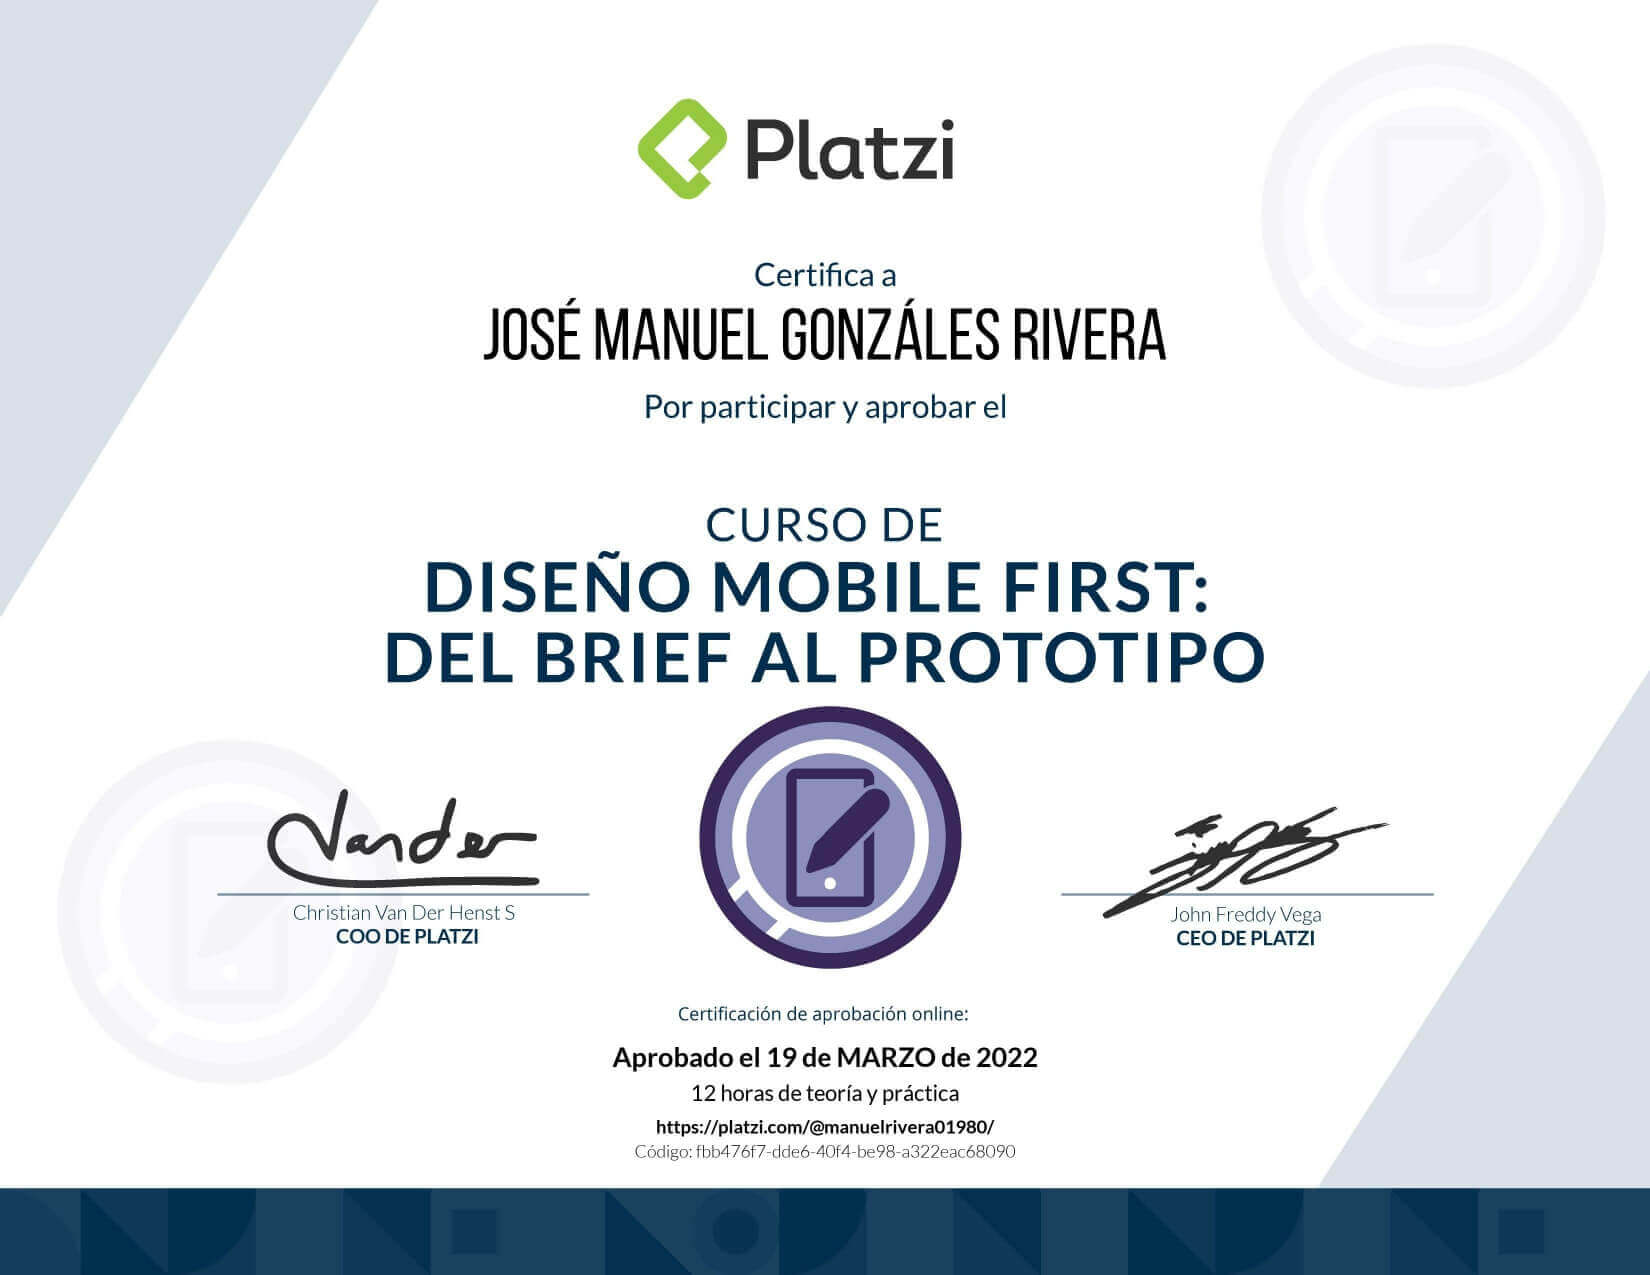 Platzi
Certifica a
JOSÉ MANUEL GONZÁLES RIVERA
Por participar y aprobar el
CURSO DE
DISEÑO MOBILE FIRST:
DEL BRIEF AL PROTOTIPO
Vander
Christian Van Der Henst S
COO DE PLATZI
John Freddy Vega
CEO DE PLATZI
Certificación de aprobación online:
Aprobado el 19 de MARZO de 2022
12 horas de teoría y práctica
https://platzi.com/@manuelrivera01980/
Código: fbb476f7-dde6-40f4-be98-a322eac68090